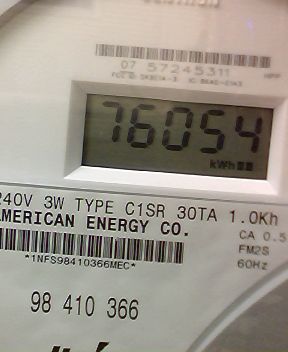 07 57245311
76054
kWh
240V 3W TYPE C1SR 30TA 1.0Kh
AMERICAN ENERGY CO.
CA 0.5
*1NFS98410366MEC*
FM2S
60Hz
98 410 366